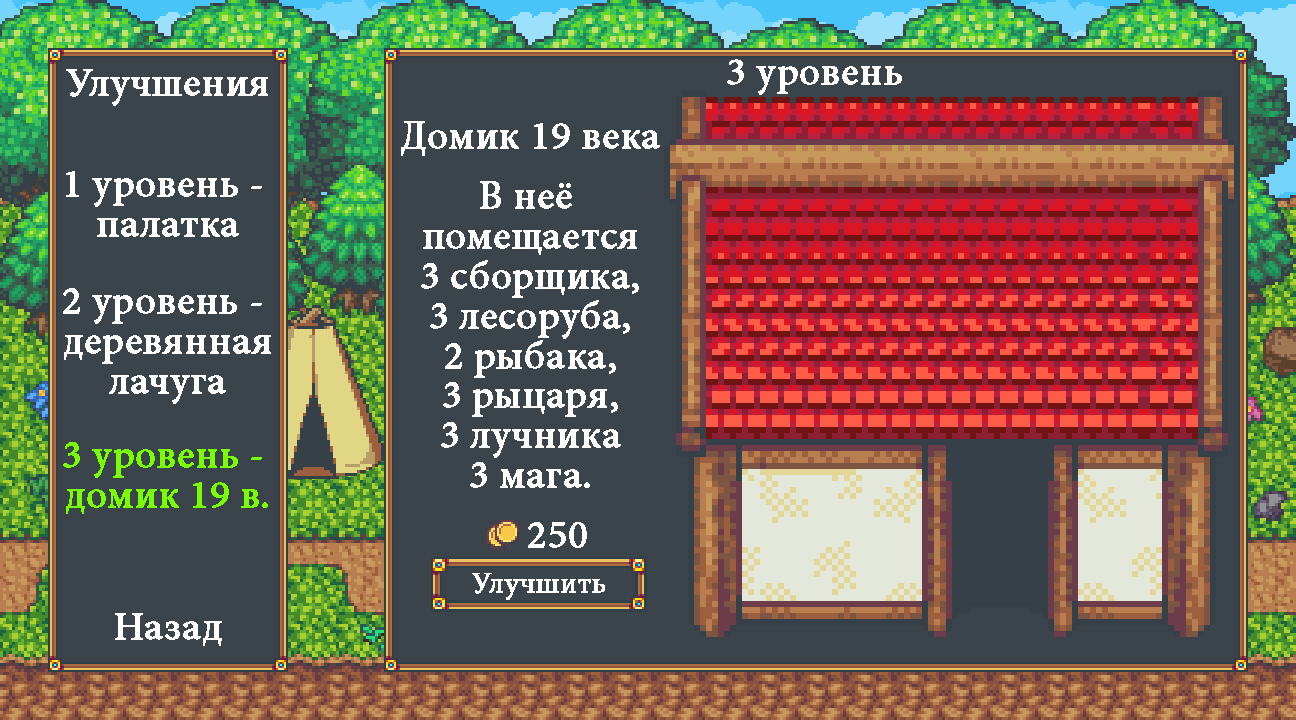 Улучшения
1 уровень -
палатка
2 уровень -
деревянная
лачуга
3 уровень -
домик 19 в.
Назад
3 уровень
Домик 19 века
В неё
помещается
3 сборщика,
3 лесоруба,
2 рыбака,
3 рыцаря,
3 лучника
3 мага.
250
Улучшить